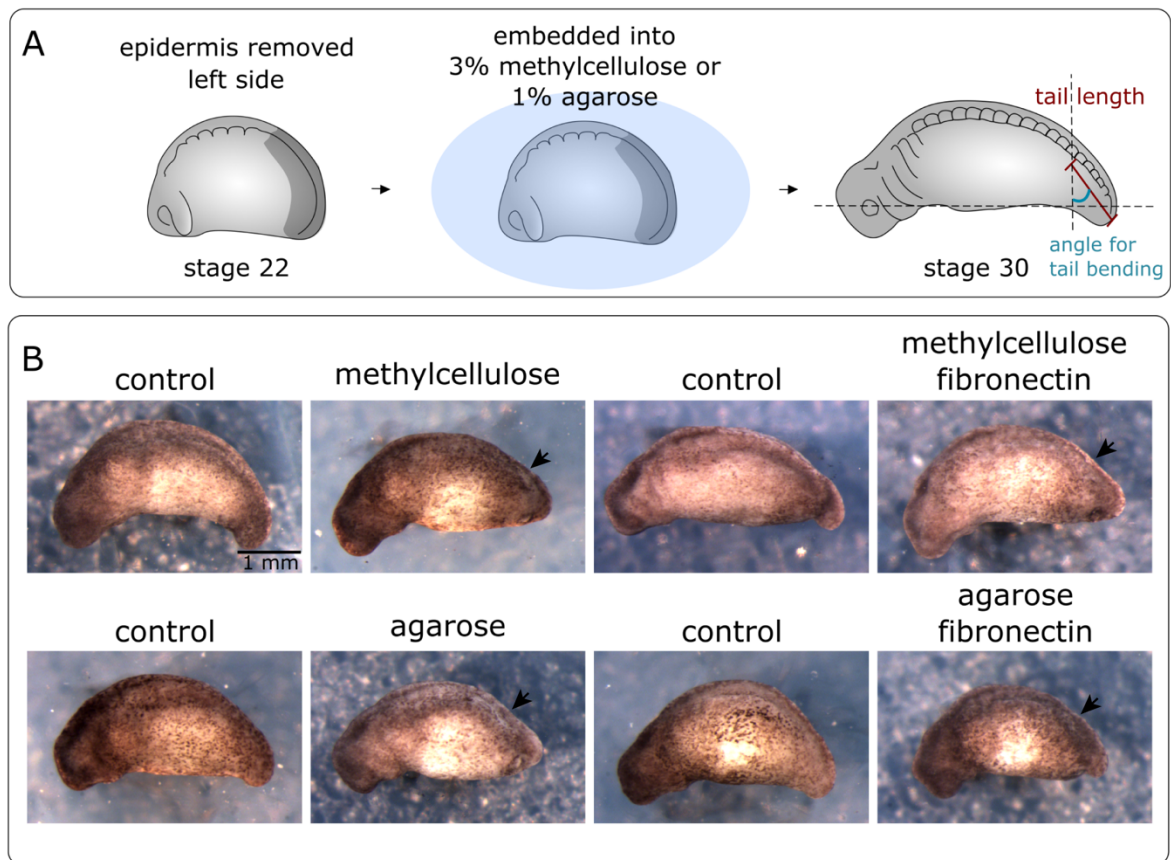 A
epidermis removed
left side
embedded into
3% methylcellulose or
1% agarose
tail length
angle for
tail bending
stage 22
stage 30
B
control
methylcellulose
control
methylcellulose
fibronectin
1 mm
control
agarose
control
agarose
fibronectin